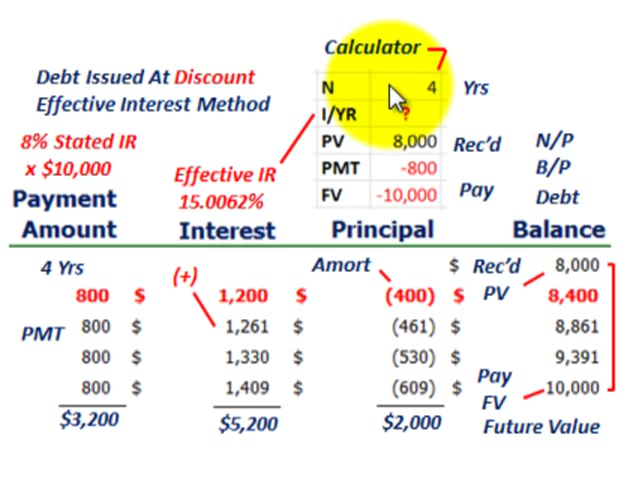 Calculator
Debt Issued At Discount
Effective Interest Method
N 4 Yrs
I/YR ?
8% Stated IR
x $10,000
PV 8,000 Rec'd N/P
Effective IR
15.0062%
PMT -800 B/P
FV -10,000 Pay Debt
Payment
Amount Interest Principal Balance
4 Yrs (+) Amort $ Rec'd 8,000
800 $ 1,200 $ (400) $ PV 8,400
PMT 800 $ 1,261 $ (461) $ 8,861
800 $ 1,330 $ (530) $ 9,391
800 $ 1,409 $ (609) $ Pay FV 10,000
$3,200 $5,200 $2,000 Future Value